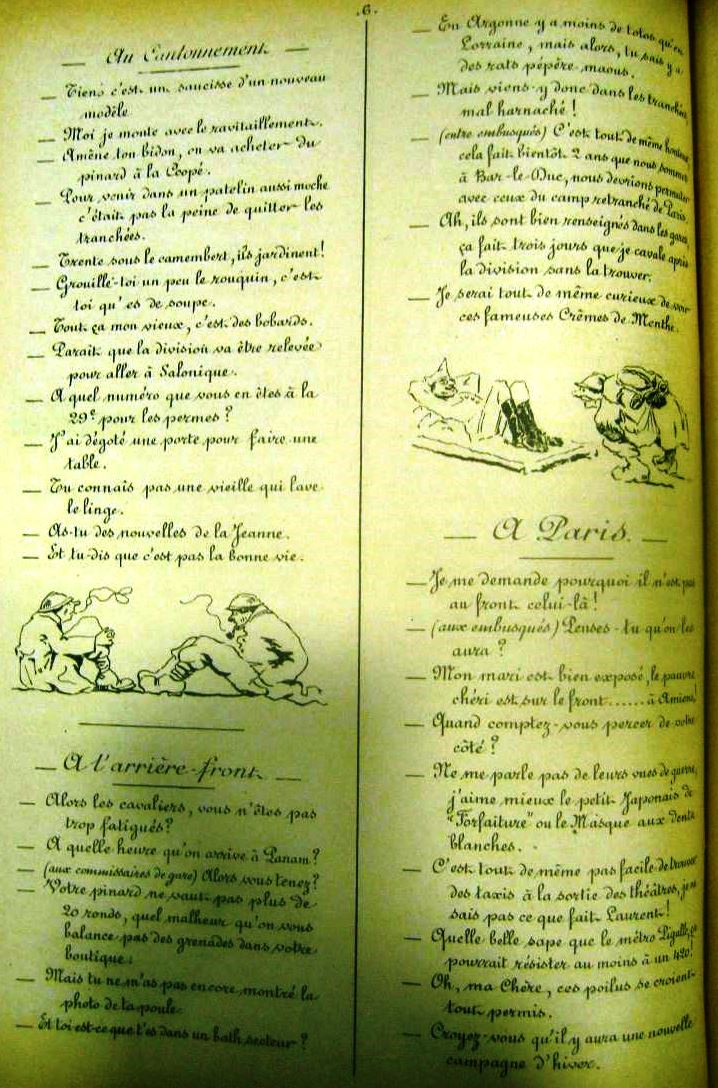 .6.
— Au Cantonnement —
— Tiens c'est un saucisse d'un nouveau
modèle
— Moi je monte avec le ravitaillement.
— Amène ton bidon, on va acheter du
pinard à la Coopé.
— Pour venir dans un patelin aussi moche
c'était pas la peine de quitter les
tranchées.
— Trente sous le camembert, ils jardinent!
— Grouille-toi un peu le rouquin, c'est
toi qu'es de soupe.
— Tout ça mon vieux, c'est des bobards.
— Parait que la division va être relevée
pour aller à Salonique.
— A quel numéro que vous en êtes à la
29e pour les permes ?
— J'ai dégoté une porte pour faire une
table.
— Tu connais pas une vieille qui lave
le linge.
— As-tu des nouvelles de la Jeanne.
— Et tu dis que c'est pas la bonne vie.
— A l'arrière-front —
— Alors les cavaliers, vous n'êtes pas
trop fatigués?
— A quelle heure qu'on arrive à Panam?
— (aux commissaires de gare) Alors vous tenez?
— Votre pinard ne vaut pas plus de
20 ronds, quel malheur qu'on vous
balance pas des grenades dans votre
boutique.
— Mais tu ne m'as pas encore montré la
photo de ta poule.
— Et toi est-ce que t'es dans un bath secteur ?
— En Argonne y a moins de totos qu'en
Lorraine, mais alors, tu sais y a
des rats pépère-maous.
— Mais viens-y donc dans les tranchées,
mal harnaché !
— (entre embusqués) C'est tout de même honteux
cela fait bientôt 2 ans que nous sommes
à Bar-le-Duc, nous devrions permuter
avec ceux du camp retranché de Paris.
— Ah, ils sont bien renseignés dans les gares,
ça fait trois jours que je cavale après
la division sans la trouver.
— Je serai tout de même curieux de voir
ces fameuses Crêmes de Menthe.
— A Paris. —
— Je me demande pourquoi il n'est pas
au front celui-là !
— (aux embusqués) Penses-tu qu'on les
aura ?
— Mon mari est bien exposé, le pauvre
chéri est sur le front...... à Amiens!
— Quand comptez-vous percer de votre
côté ?
— Ne me parle pas de leurs vues de guerre,
j'aime mieux le petit Japonais de
"Forfaiture" ou le Masque aux Dents
blanches.
— C'est tout de même pas facile de trouver
des taxis à la sortie des théâtres, je ne
sais pas ce que fait Laurent !
— Quelle belle sape que le métro Pigalle, ça
pourrait résister au moins à un 420!
— Oh, ma Chère, ces poilus se croient
tout permis.
— Croyez-vous qu'il y aura une nouvelle
campagne d'hiver.